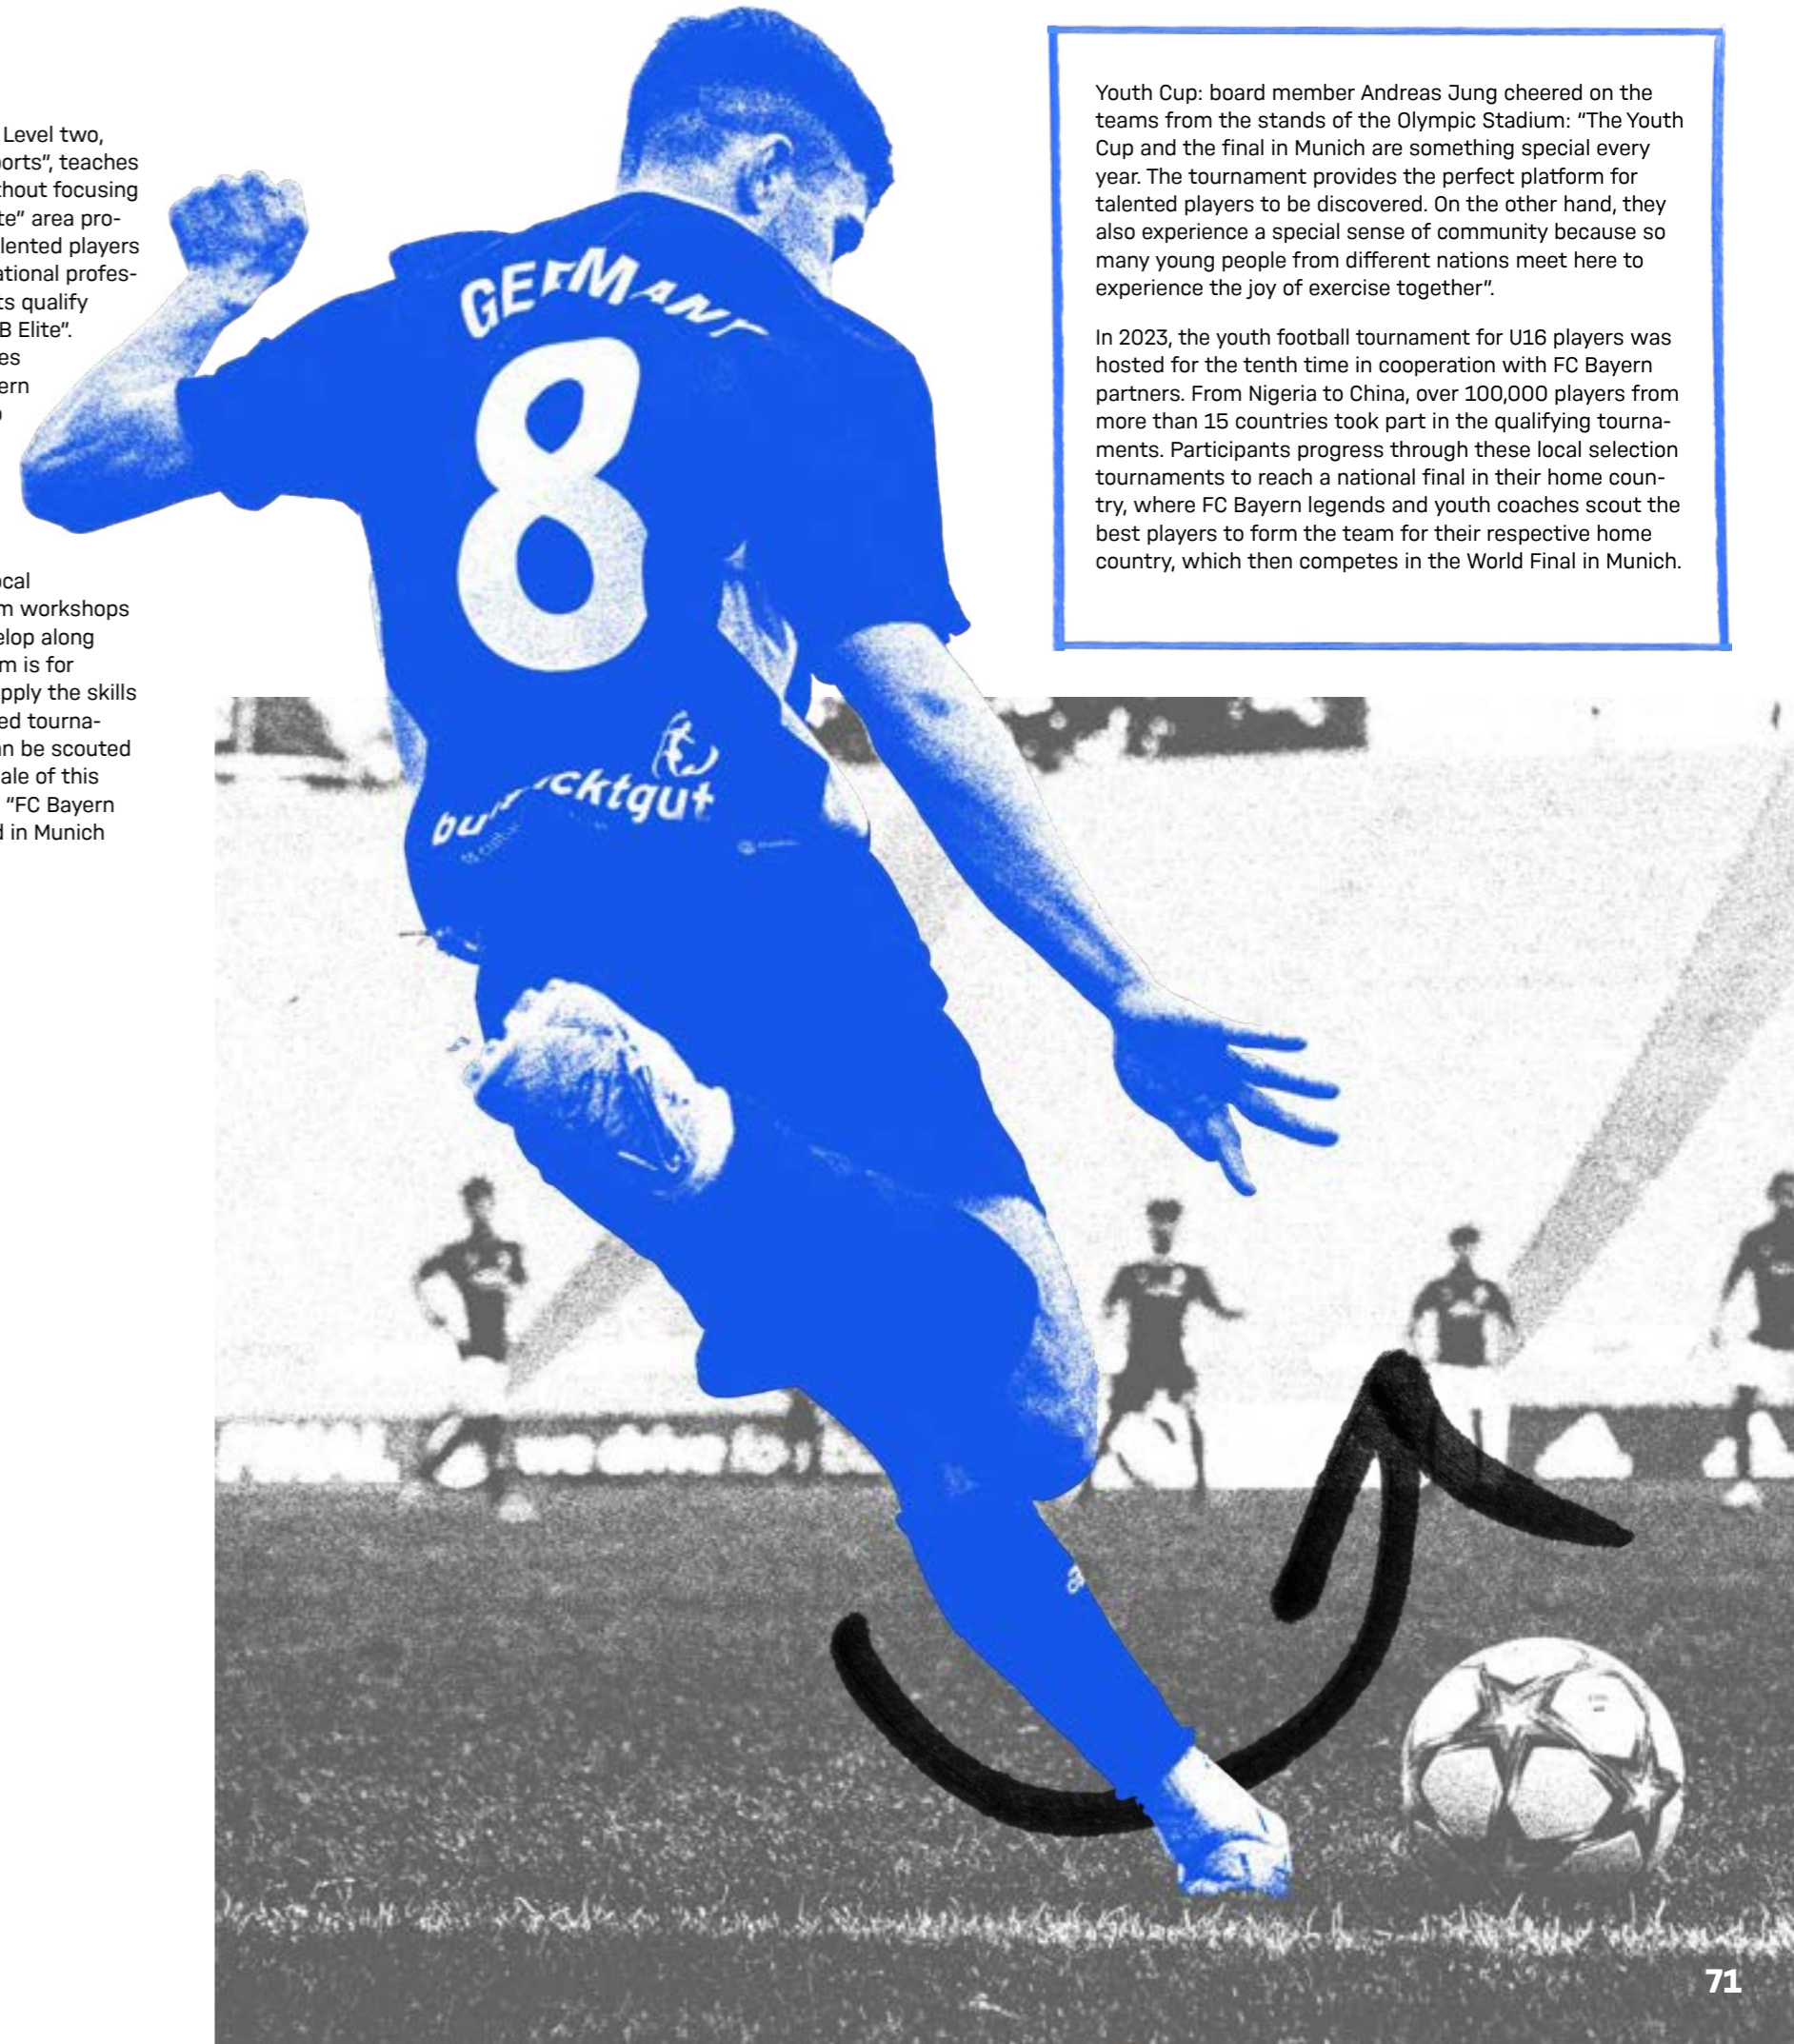 Level two,
ports”, teaches
thout focusing
te” area pro-
lented players
ational profes-
ts qualify
B Elite”.
es
ern
ocal
m workshops
elop along
m is for
pply the skills
ed tourna-
an be scouted
ale of this
“FC Bayern
d in Munich
GERMANY
8
cktgut
Youth Cup: board member Andreas Jung cheered on the
teams from the stands of the Olympic Stadium: “The Youth
Cup and the final in Munich are something special every
year. The tournament provides the perfect platform for
talented players to be discovered. On the other hand, they
also experience a special sense of community because so
many young people from different nations meet here to
experience the joy of exercise together”.
In 2023, the youth football tournament for U16 players was
hosted for the tenth time in cooperation with FC Bayern
partners. From Nigeria to China, over 100,000 players from
more than 15 countries took part in the qualifying tourna-
ments. Participants progress through these local selection
tournaments to reach a national final in their home coun-
try, where FC Bayern legends and youth coaches scout the
best players to form the team for their respective home
country, which then competes in the World Final in Munich.
71